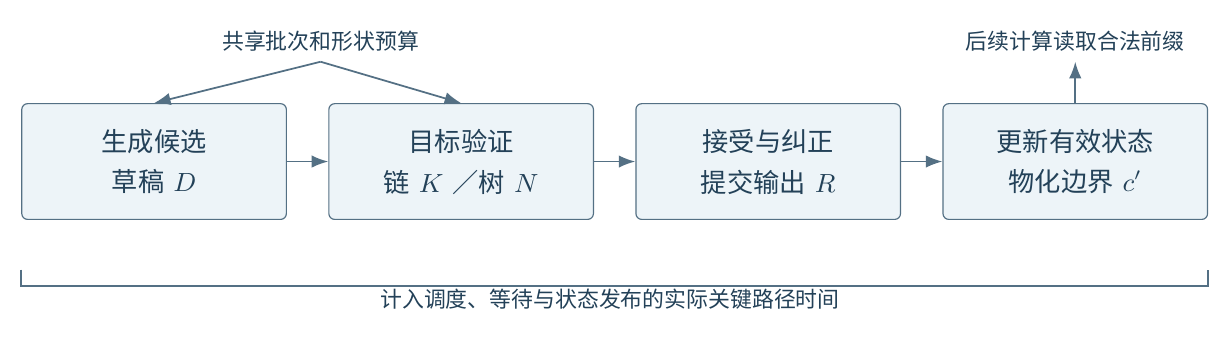 共享批次和形状预算
后续计算读取合法前缀
生成候选
草稿 D
目标验证
链 K ／树 N
接受与纠正
提交输出 R
更新有效状态
物化边界 c′
计入调度、等待与状态发布的实际关键路径时间